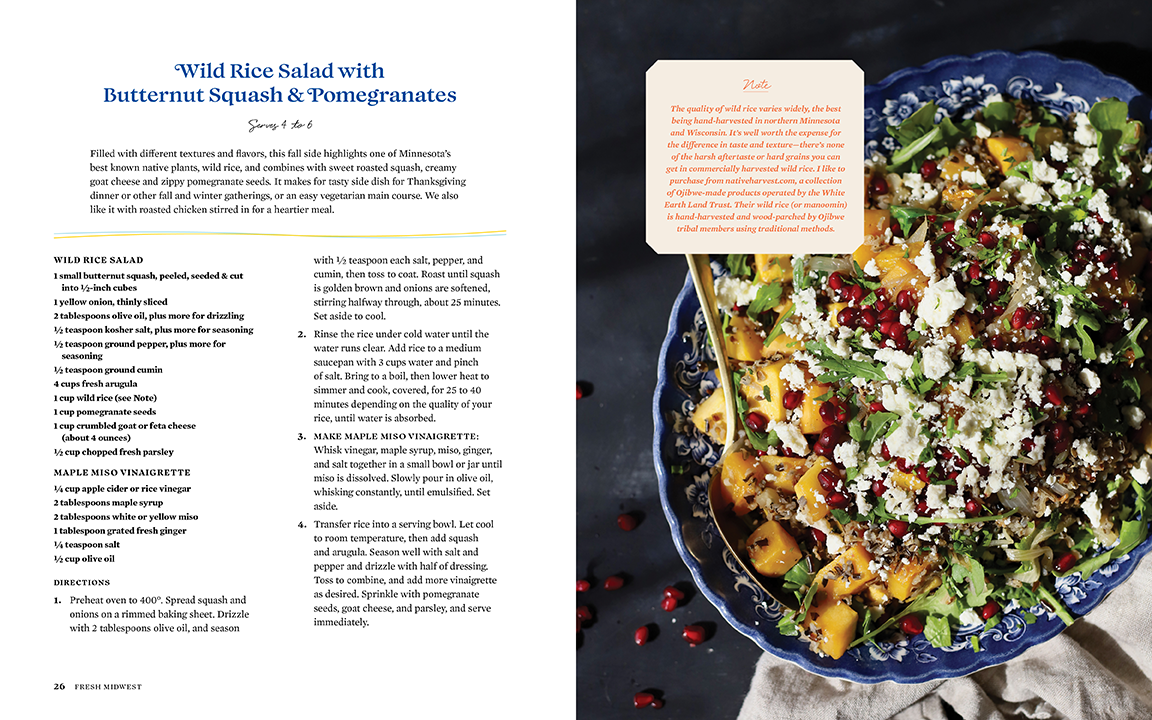 Wild Rice Salad with
Butternut Squash & Pomegranates
Serves 4 to 6
Filled with different textures and flavors, this fall side highlights one of Minnesota's
best known native plants, wild rice, and combines with sweet roasted squash, creamy
goat cheese and zippy pomegranate seeds. It makes for tasty side dish for Thanksgiving
dinner or other fall and winter gatherings, or an easy vegetarian main course. We also
like it with roasted chicken stirred in for a heartier meal.
WILD RICE SALAD
1 small butternut squash, peeled, seeded & cut
into ½-inch cubes
1 yellow onion, thinly sliced
2 tablespoons olive oil, plus more for drizzling
½ teaspoon kosher salt, plus more for seasoning
½ teaspoon ground pepper, plus more for
seasoning
½ teaspoon ground cumin
4 cups fresh arugula
1 cup wild rice (see Note)
1 cup pomegranate seeds
1 cup crumbled goat or feta cheese
(about 4 ounces)
½ cup chopped fresh parsley
MAPLE MISO VINAIGRETTE
¼ cup apple cider or rice vinegar
2 tablespoons maple syrup
2 tablespoons white or yellow miso
1 tablespoon grated fresh ginger
¼ teaspoon salt
½ cup olive oil
DIRECTIONS
1. Preheat oven to 400°. Spread squash and
onions on a rimmed baking sheet. Drizzle
with 2 tablespoons olive oil, and season
with ½ teaspoon each salt, pepper, and
cumin, then toss to coat. Roast until squash
is golden brown and onions are softened,
stirring halfway through, about 25 minutes.
Set aside to cool.
2. Rinse the rice under cold water until the
water runs clear. Add rice to a medium
saucepan with 3 cups water and pinch
of salt. Bring to a boil, then lower heat to
simmer and cook, covered, for 25 to 40
minutes depending on the quality of your
rice, until water is absorbed.
3. MAKE MAPLE MISO VINAIGRETTE:
Whisk vinegar, maple syrup, miso, ginger,
and salt together in a small bowl or jar until
miso is dissolved. Slowly pour in olive oil,
whisking constantly, until emulsified. Set
aside.
4. Transfer rice into a serving bowl. Let cool
to room temperature, then add squash
and arugula. Season well with salt and
pepper and drizzle with half of dressing.
Toss to combine, and add more vinaigrette
as desired. Sprinkle with pomegranate
seeds, goat cheese, and parsley, and serve
immediately.
26 FRESH MIDWEST
Note
The quality of wild rice varies widely, the best
being hand-harvested in northern Minnesota
and Wisconsin. It's well worth the expense for
the difference in taste and texture—there's none
of the harsh aftertaste or hard grains you can
get in commercially harvested wild rice. I like to
purchase from nativeharvest.com, a collection
of Ojibwe-made products operated by the White
Earth Land Trust. Their wild rice (or manoomin)
is hand-harvested and wood-parched by Ojibwe
tribal members using traditional methods.